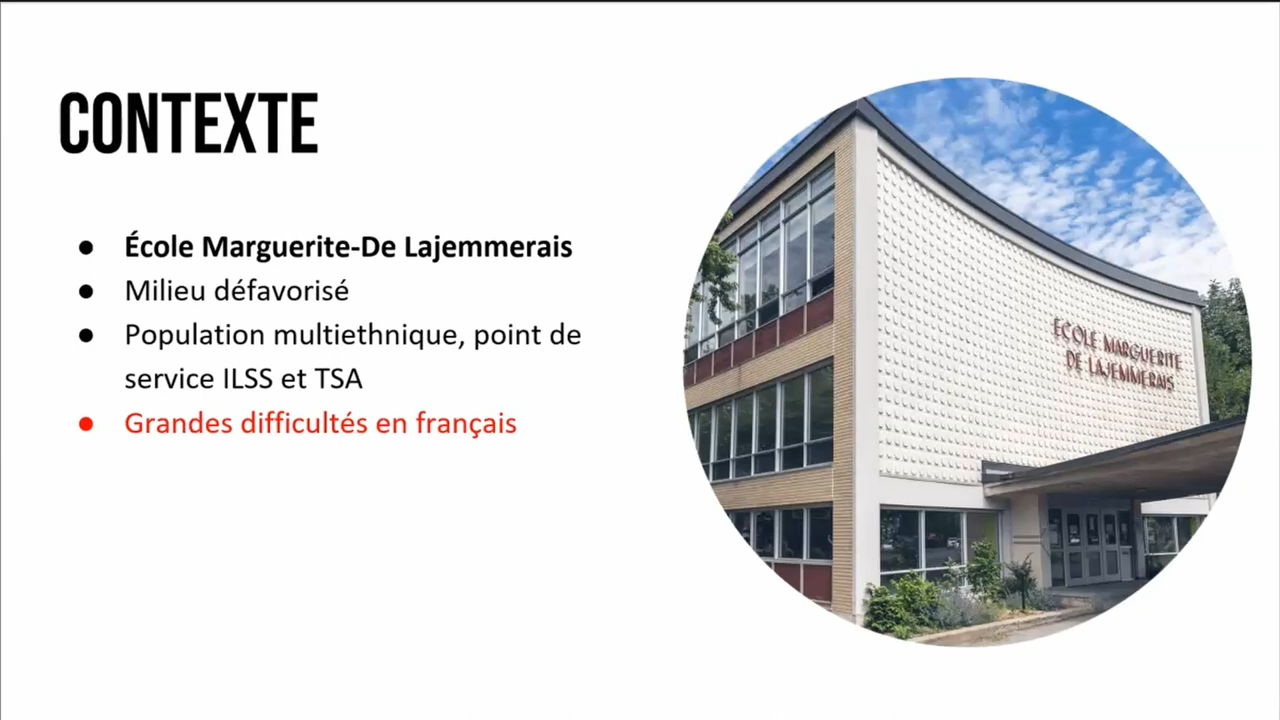 CONTEXTE
● École Marguerite-De Lajemmerais
● Milieu défavorisé
● Population multiethnique, point de
service ILSS et TSA
● Grandes difficultés en français
ÉCOLE MARGUERITE
DE LAJEMMERAIS